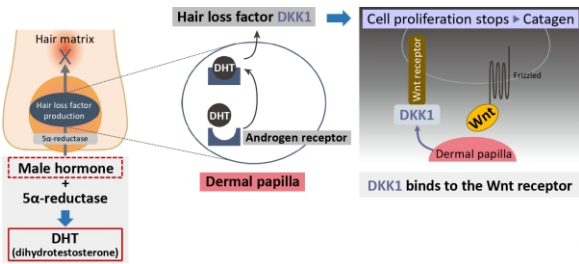 Hair matrix
Hair loss factor
production
5α-reductase
Male hormone
+
5α-reductase
DHT
(dihydrotestosterone)
Hair loss factor DKK1
DHT
DHT
Androgen receptor
Dermal papilla
Cell proliferation stops ▶ Catagen
Wnt receptor
Frizzled
Wnt
DKK1
Dermal papilla
DKK1 binds to the Wnt receptor